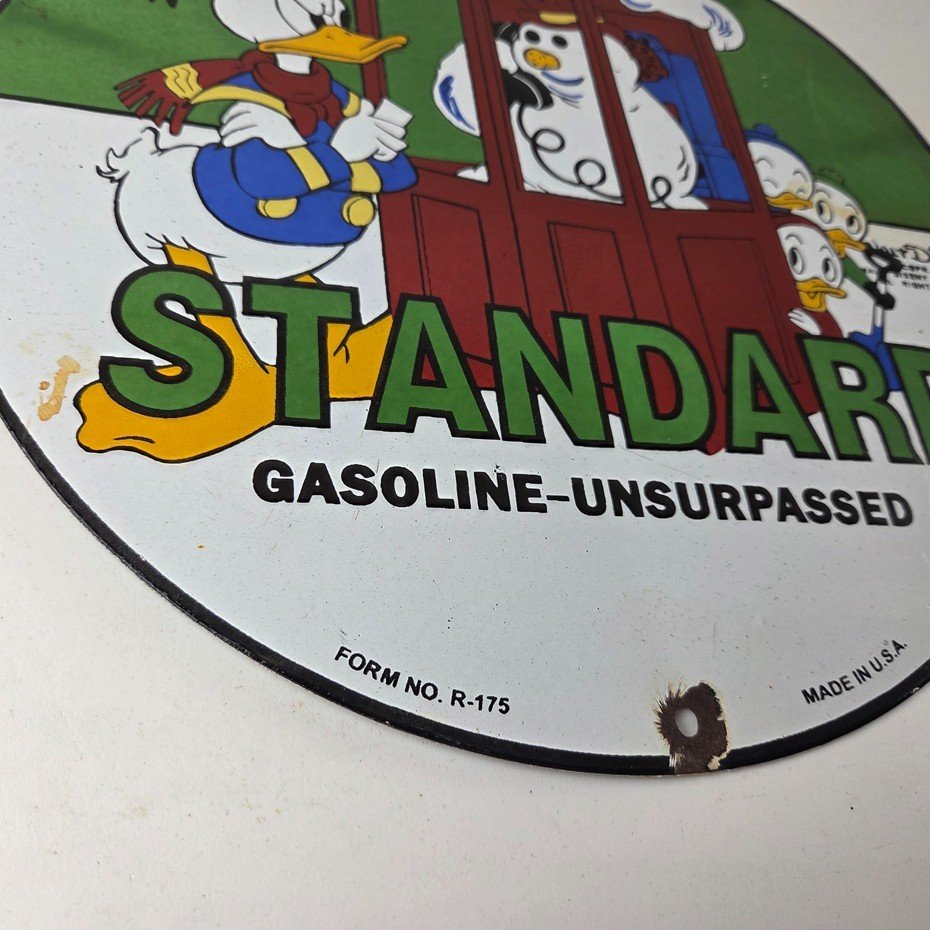 STANDARD
GASOLINE-UNSURPASSED
FORM NO. R-175
MADE IN U.S.A.